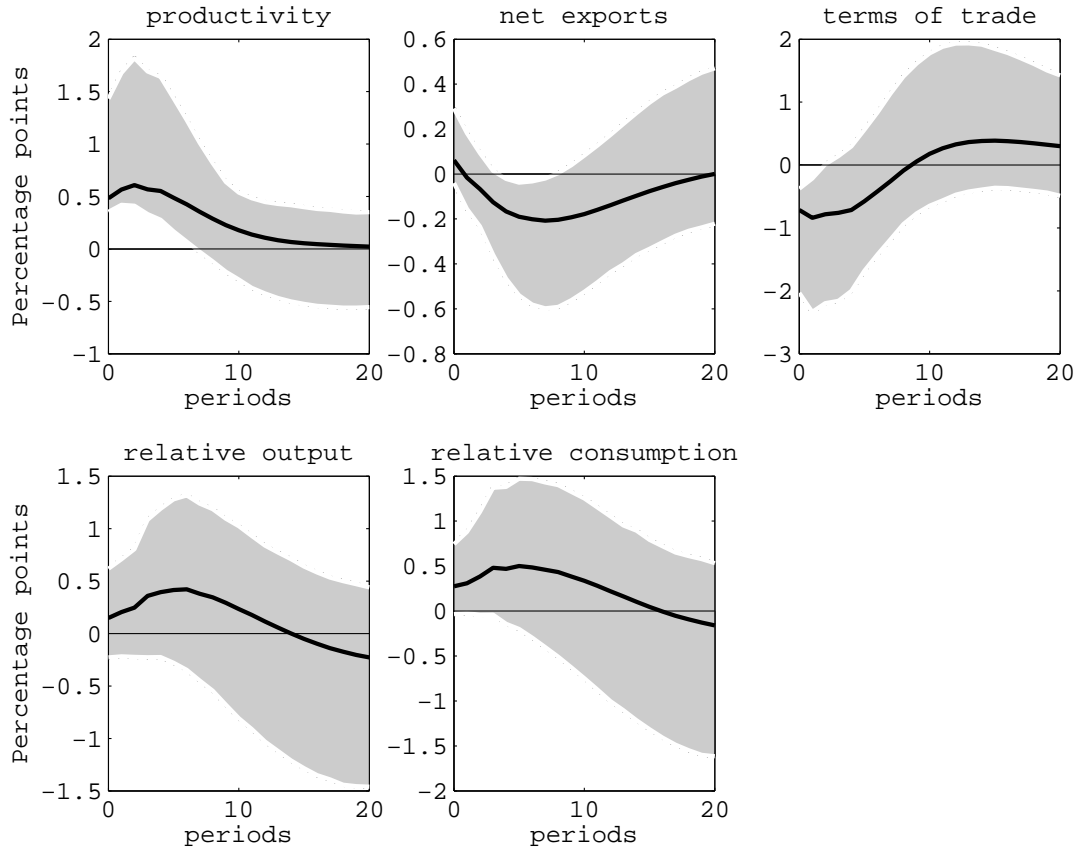 productivity
net exports
terms of trade
Percentage points
2
1.5
1
0.5
0
-0.5
-1
0.6
0.4
0.2
0
-0.2
-0.4
-0.6
-0.8
2
1
0
-1
-2
-3
0 10 20
0 10 20
0 10 20
periods
periods
periods
relative output
relative consumption
Percentage points
1.5
1
0.5
0
-0.5
-1
-1.5
1.5
1
0.5
0
-0.5
-1
-1.5
-2
0 10 20
0 10 20
periods
periods